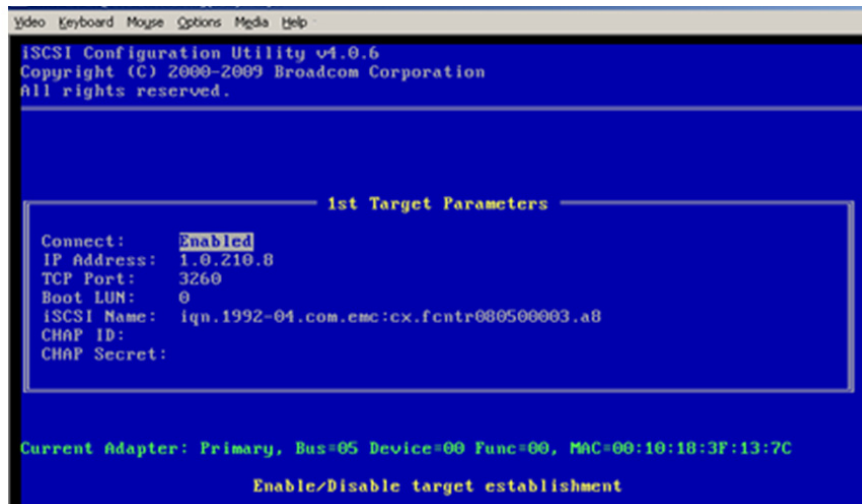 Video Keyboard Mouse Options Media Help
iSCSI Configuration Utility v4.0.6
Copyright (C) 2000-2009 Broadcom Corporation
All rights reserved.
1st Target Parameters
Connect: Enabled
IP Address: 1.0.210.8
TCP Port: 3260
Boot LUN: 0
iSCSI Name: iqn.1992-04.com.emc:cx.fcntr080500003.a8
CHAP ID:
CHAP Secret:
Current Adapter: Primary, Bus=05 Device=00 Func=00, MAC=00:10:18:3F:13:7C
Enable/Disable target establishment